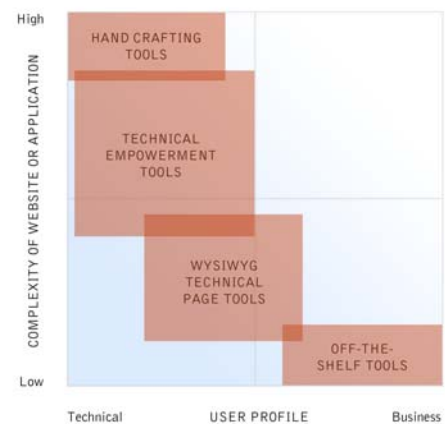 High
HAND CRAFTING
TOOLS
TECHNICAL
EMPOWERMENT
TOOLS
COMPLEXITY OF WEBSITE OR APPLICATION
WYSIWYG
TECHNICAL
PAGE TOOLS
OFF-THE-
SHELF TOOLS
Low
Technical USER PROFILE Business